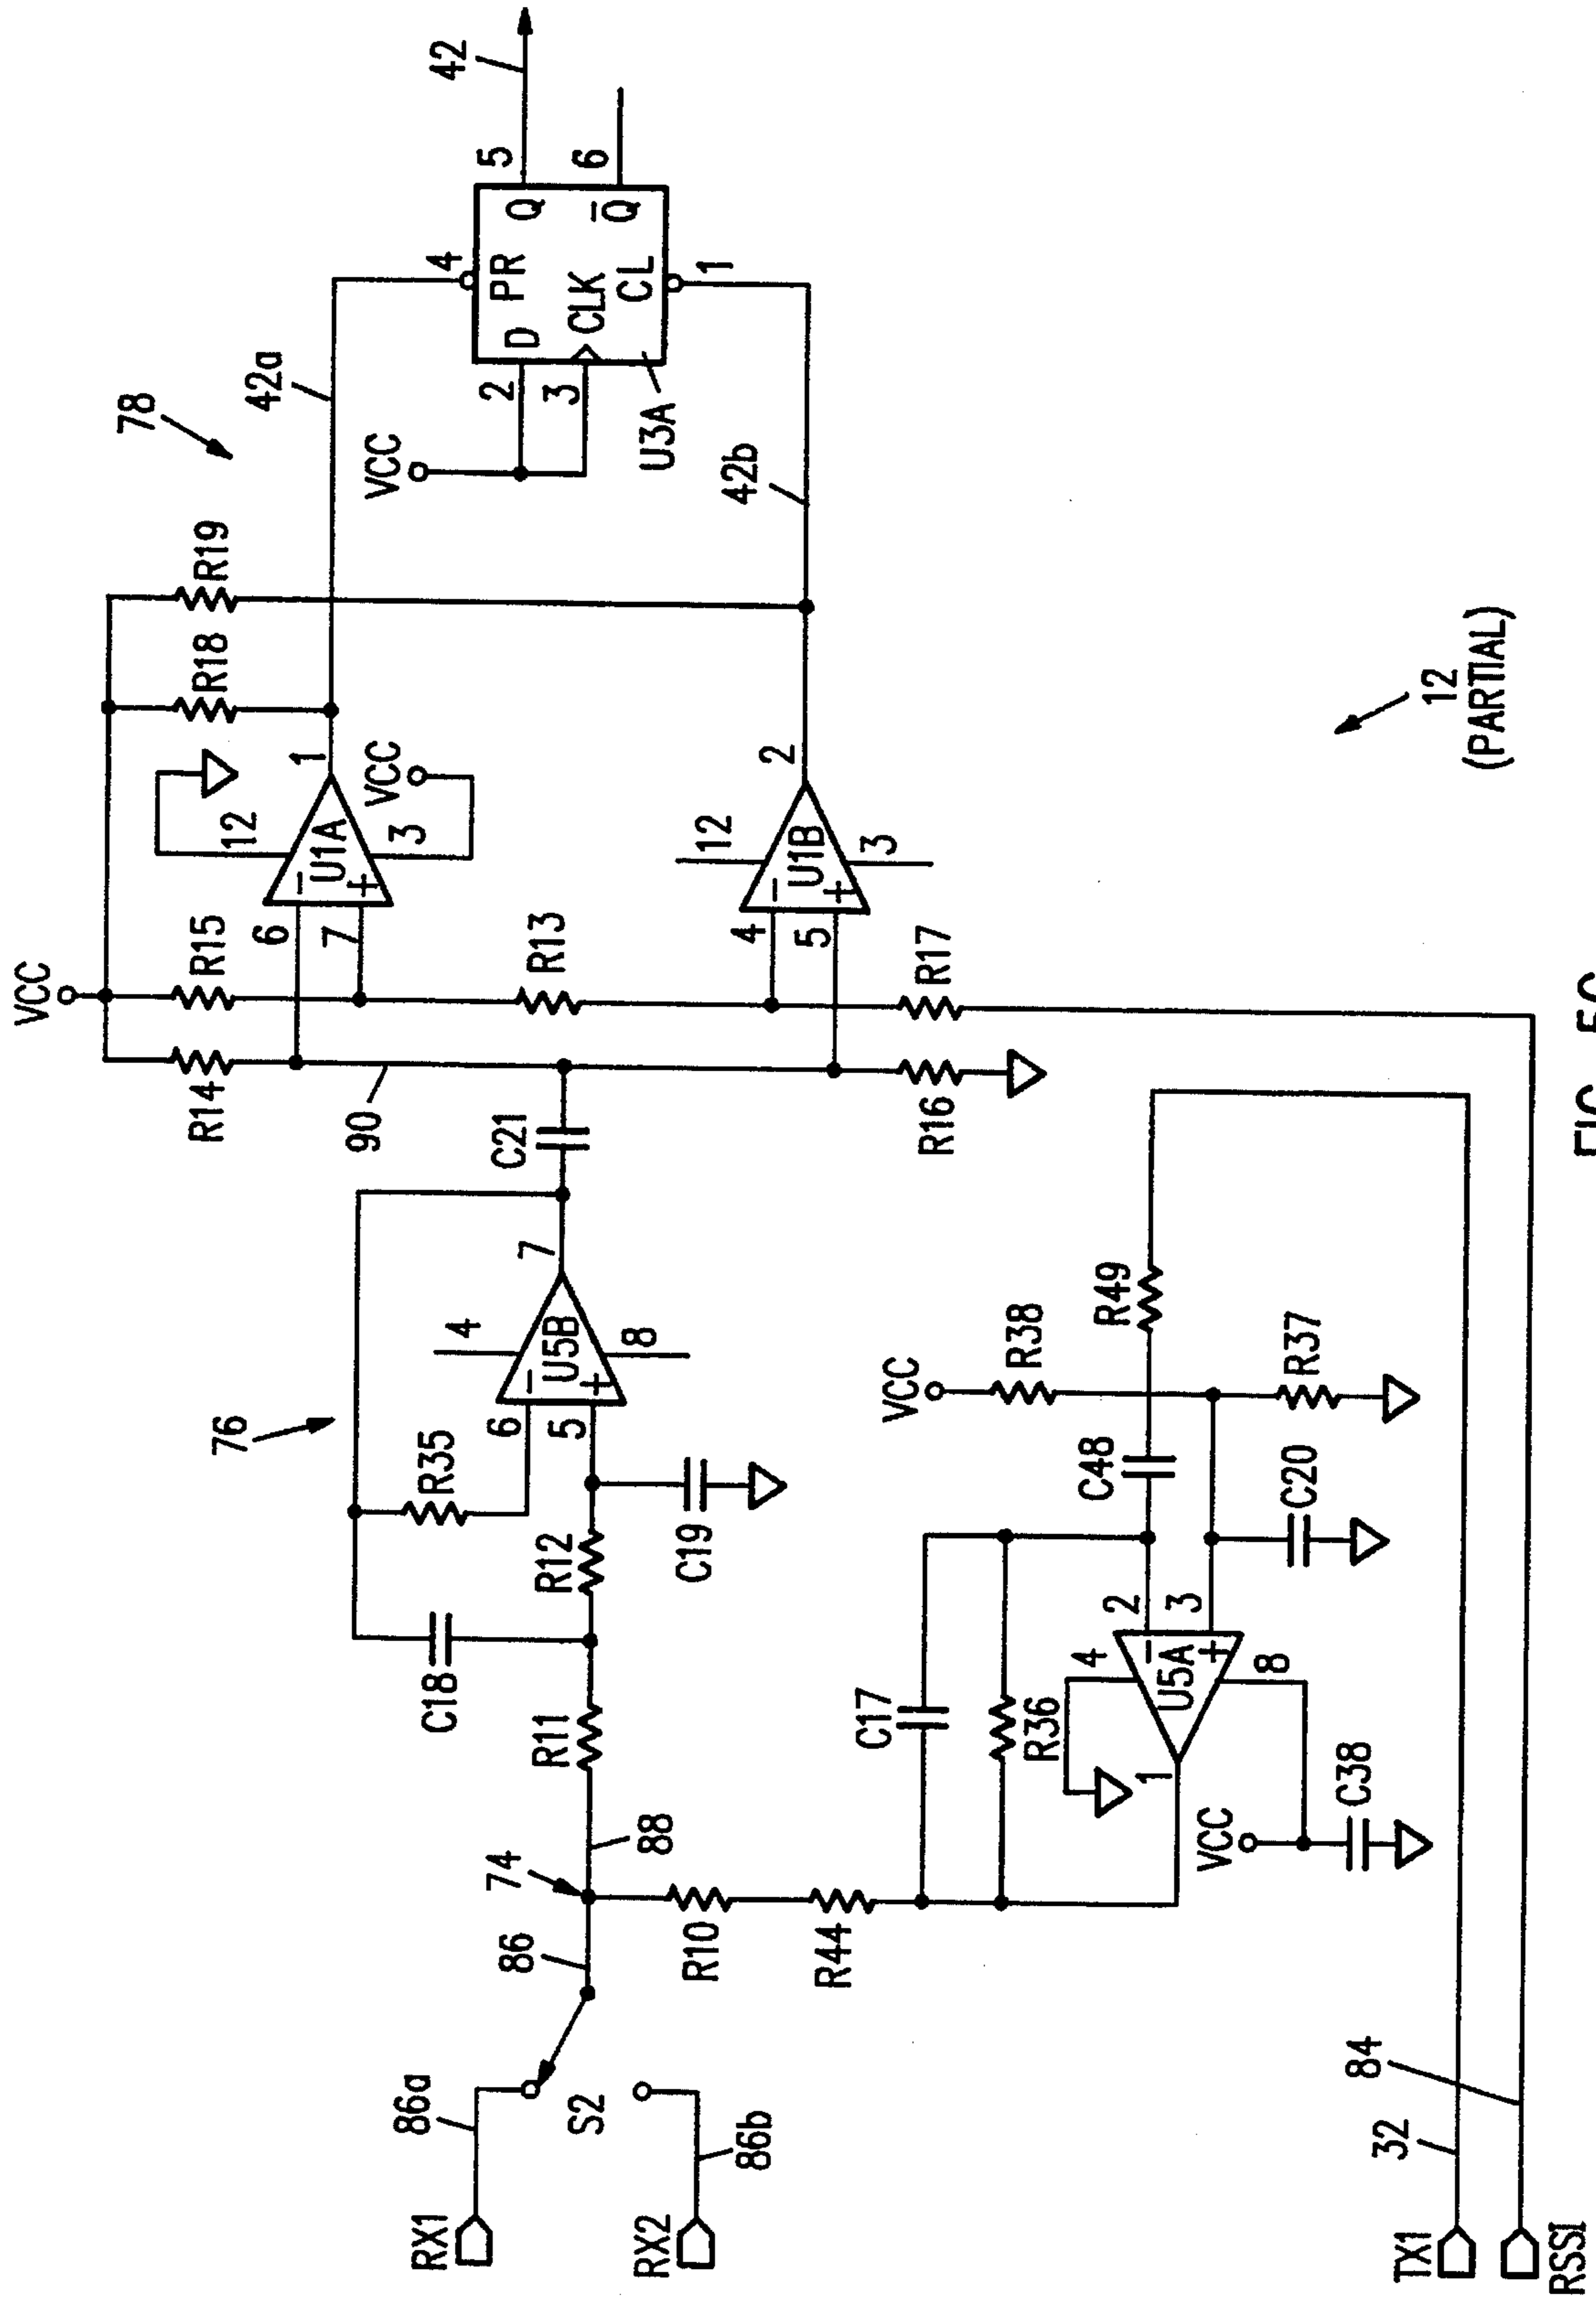 VCC
78
R14
R15
R18
R19
90
76
12
1
42a
RX1
86a
6
7
U1A
−
+
3
VCC
VCC
C18
R35
4
42
86
74
R11
R12
6
5
U5B
−
+
7
C21
R13
2
3
D
PR
CLK
CL
Q
Q̅
4
5
6
1
S2
88
8
U3A
RX2
86b
R10
C19
4
5
12
U1B
−
+
3
2
42b
R44
C17
VCC
R16
R17
R36
4
2
3
U5A
−
+
1
8
C48
R38
R49
VCC
C38
C20
R37
TX1
32
84
RSSI
12
(PARTIAL)